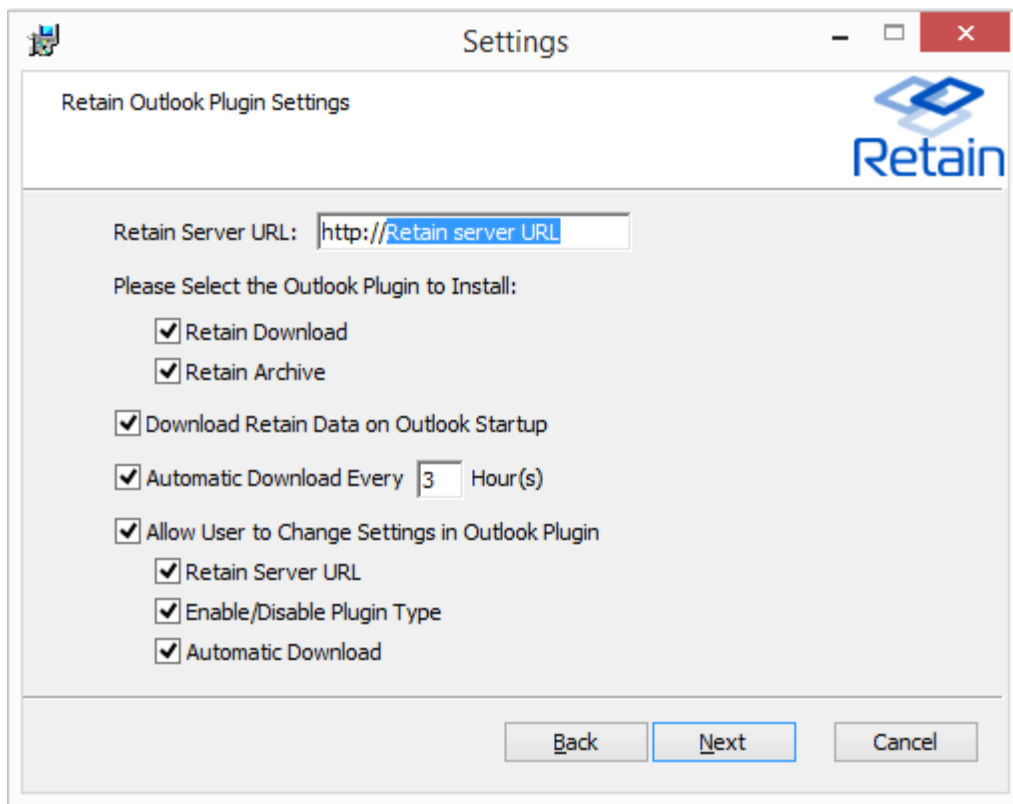 Settings
Retain Outlook Plugin Settings
Retain
Retain Server URL: http://Retain server URL
Please Select the Outlook Plugin to Install:
Retain Download
Retain Archive
Download Retain Data on Outlook Startup
Automatic Download Every 3 Hour(s)
Allow User to Change Settings in Outlook Plugin
Retain Server URL
Enable/Disable Plugin Type
Automatic Download
Back Next Cancel